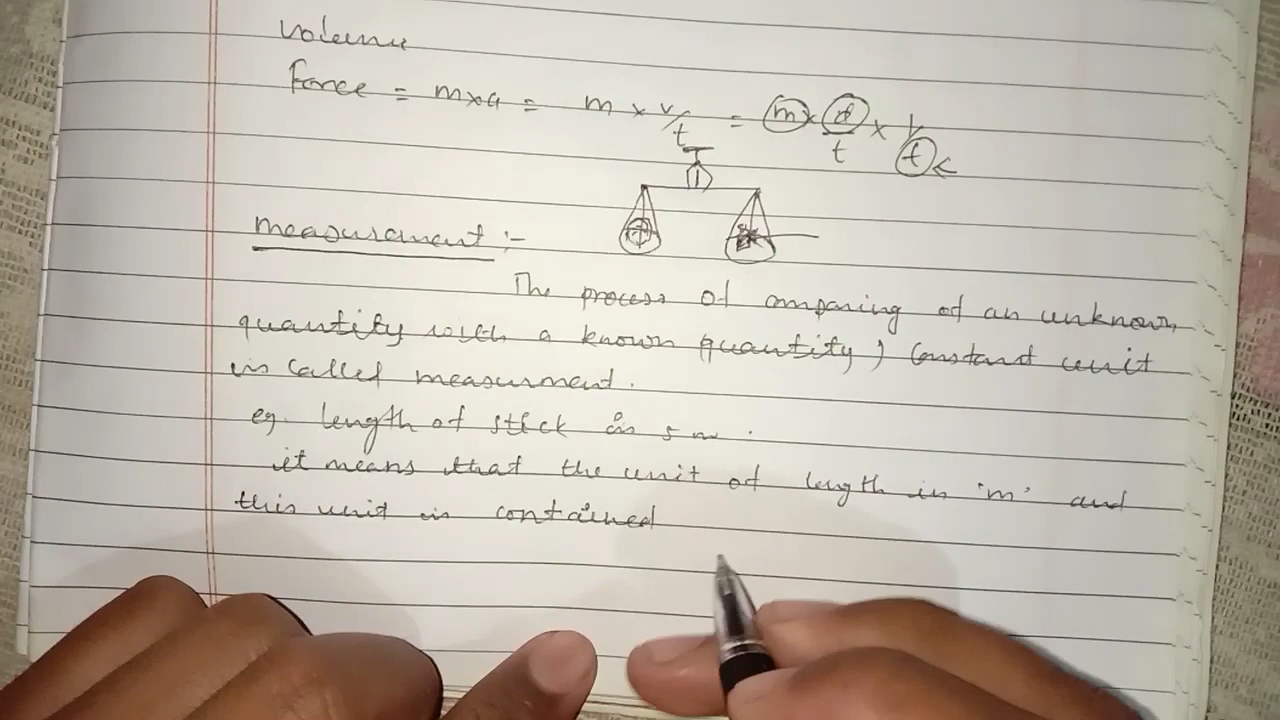 volume
Force = m×a = m × v/t = m × d/t × 1/t
measurement :-
The process of comparing of an unknown
quantity with a known quantity, constant unit
is called measurment.
eg. length of stick is 5 m.
it means that the unit of length is 'm' and
this unit is contained